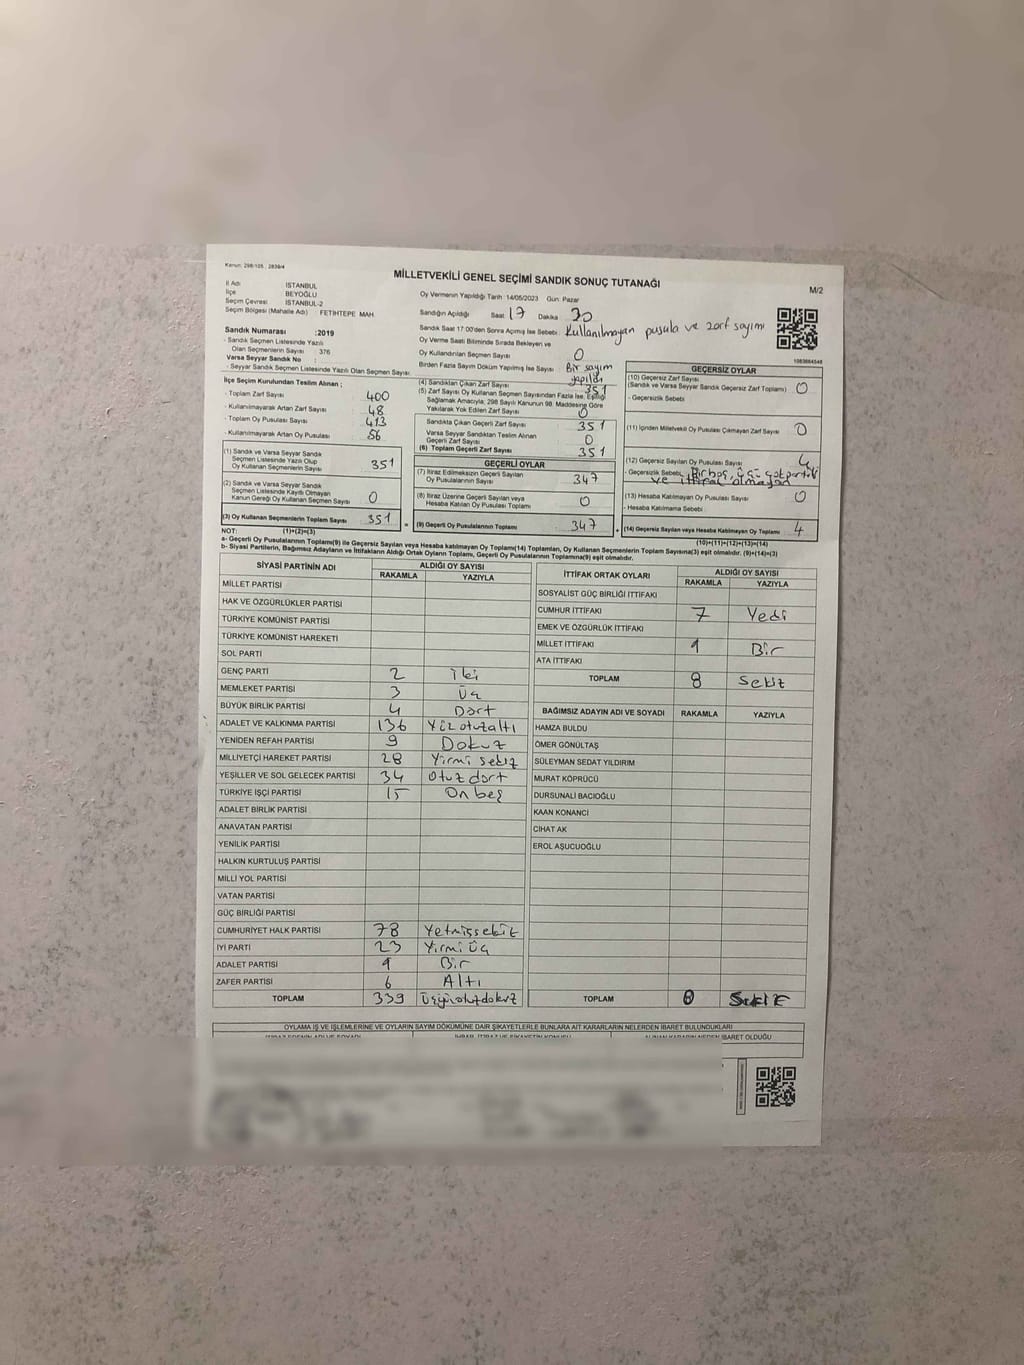 Kanun: 298/105 , 2839/4
MİLLETVEKİLİ GENEL SEÇİMİ SANDIK SONUÇ TUTANAĞI
M/2
İl Adı İSTANBUL
İlçe BEYOĞLU
Seçim Çevresi İSTANBUL-2
Seçim Bölgesi (Mahalle Adı) FETİHTEPE MAH.
Oy Vermenin Yapıldığı Tarih :14/05/2023 Gün: Pazar
Sandığın Açıldığı Saat 17 Dakika 30
Sandık Saat 17:00'den Sonra Açılmış İse Sebebi: Kullanılmayan pusula ve zarf sayımı
Oy Verme Saati Bitiminde Sırada Bekleyen ve
Oy Kullandırılan Seçmen Sayısı 0
Birden Fazla Sayım Döküm Yapılmış İse Sayısı: Bir sayım yapıldı
Sandık Numarası :2019
- Sandık Seçmen Listesinde Yazılı
Olan Seçmenlerin Sayısı : 376
Varsa Seyyar Sandık No :
- Seyyar Sandık Seçmen Listesinde Yazılı Olan Seçmen Sayısı:
İlçe Seçim Kurulundan Teslim Alınan ;
- Toplam Zarf Sayısı 400
- Kullanılmayarak Artan Zarf Sayısı 48
- Toplam Oy Pusulası Sayısı 413
- Kullanılmayarak Artan Oy Pusulası 56
(1) Sandık ve Varsa Seyyar Sandık
Seçmen Listesinde Yazılı Olup
Oy Kullanan Seçmenlerin Sayısı 351
(2) Sandık ve Varsa Seyyar Sandık
Seçmen Listesinde Kayıtlı Olmayan
Kanun Gereği Oy Kullanan Seçmen Sayısı 0
(3) Oy Kullanan Seçmenlerin Toplam Sayısı 351
(1)+(2)=(3)
(4) Sandıktan Çıkan Zarf Sayısı 351
(5) Zarf Sayısı Oy Kullanan Seçmen Sayısından Fazla İse, Eşitliği
Sağlamak Amacıyla, 298 Sayılı Kanunun 98. Maddesine Göre
Yakılarak Yok Edilen Zarf Sayısı 0
Sandıkta Çıkan Geçerli Zarf Sayısı 351
Varsa Seyyar Sandıktan Teslim Alınan
Geçerli Zarf Sayısı 0
(6) Toplam Geçerli Zarf Sayısı 351
GEÇERLİ OYLAR
(7) İtiraz Edilmeksizin Geçerli Sayılan
Oy Pusulalarının Sayısı 347
(8) İtiraz Üzerine Geçerli Sayılan veya
Hesaba Katılan Oy Pusulası Toplamı 0
(9) Geçerli Oy Pusulalarının Toplamı 347
1083864548
GEÇERSİZ OYLAR
(10) Geçersiz Zarf Sayısı
(Sandık ve Varsa Seyyar Sandık Geçersiz Zarf Toplamı) 0
- Geçersizlik Sebebi
(11) İçinden Milletvekili Oy Pusulası Çıkmayan Zarf Sayısı 0
(12) Geçersiz Sayılan Oy Pusulası Sayısı 4
- Geçersizlik Sebebi Bir boş, üçü çok partili
ve ittifak olmayan
(13) Hesaba Katılmayan Oy Pusulası Sayısı 0
- Hesaba Katılmama Sebebi
(14) Geçersiz Sayılan veya Hesaba Katılmayan Oy Toplamı 4
(10)+(11)+(12)+(13)=(14)
NOT:
a- Geçerli Oy Pusulalarının Toplamı(9) ile Geçersiz Sayılan veya Hesaba katılmayan Oy Toplamı(14) Toplamları, Oy Kullanan Seçmenlerin Toplam Sayısına(3) eşit olmalıdır. (9)+(14)=(3)
b- Siyasi Partilerin, Bağımsız Adayların ve İttifakların Aldığı Ortak Oyların Toplamı, Geçerli Oy Pusulalarının Toplamına(9) eşit olmalıdır.
SİYASİ PARTİNİN ADI ALDIĞI OY SAYISI
RAKAMLA YAZIYLA
MİLLET PARTİSİ
HAK VE ÖZGÜRLÜKLER PARTİSİ
TÜRKİYE KOMÜNİST PARTİSİ
TÜRKİYE KOMÜNİST HAREKETİ
SOL PARTİ
GENÇ PARTİ 2 iki
MEMLEKET PARTİSİ 3 Üç
BÜYÜK BİRLİK PARTİSİ 4 Dört
ADALET VE KALKINMA PARTİSİ 136 Yüzotuzaltı
YENİDEN REFAH PARTİSİ 9 Dokuz
MİLLİYETÇİ HAREKET PARTİSİ 28 Yirmi sekiz
YEŞİLLER VE SOL GELECEK PARTİSİ 34 Otuz dört
TÜRKİYE İŞÇİ PARTİSİ 15 On beş
ADALET BİRLİK PARTİSİ
ANAVATAN PARTİSİ
YENİLİK PARTİSİ
HALKIN KURTULUŞ PARTİSİ
MİLLİ YOL PARTİSİ
VATAN PARTİSİ
GÜÇ BİRLİĞİ PARTİSİ
CUMHURİYET HALK PARTİSİ 78 Yetmişsekiz
İYİ PARTİ 23 Yirmi üç
ADALET PARTİSİ 1 Bir
ZAFER PARTİSİ 6 Altı
TOPLAM 339 Üçyüzotuzdokuz
İTTİFAK ORTAK OYLARI ALDIĞI OY SAYISI
RAKAMLA YAZIYLA
SOSYALİST GÜÇ BİRLİĞİ İTTİFAKI
CUMHUR İTTİFAKI 7 Yedi
EMEK VE ÖZGÜRLÜK İTTİFAKI
MİLLET İTTİFAKI 1 Bir
ATA İTTİFAKI
TOPLAM 8 Sekiz
BAĞIMSIZ ADAYIN ADI VE SOYADI RAKAMLA YAZIYLA
HAMZA BULDU
ÖMER GÖNÜLTAŞ
SÜLEYMAN SEDAT YILDIRIM
MURAT KÖPRÜCÜ
DURSUNALİ BACIOĞLU
KAAN KONANCİ
CİHAT AK
EROL AŞUCUOĞLU
TOPLAM
OYLAMA İŞ VE İŞLEMLERİNE VE OYLARIN SAYIM DÖKÜMÜNE DAİR ŞİKAYETLERLE BUNLARA AİT KARARLARIN NELERDEN İBARET BULUNDUKLARI
İBARET OLDUĞU